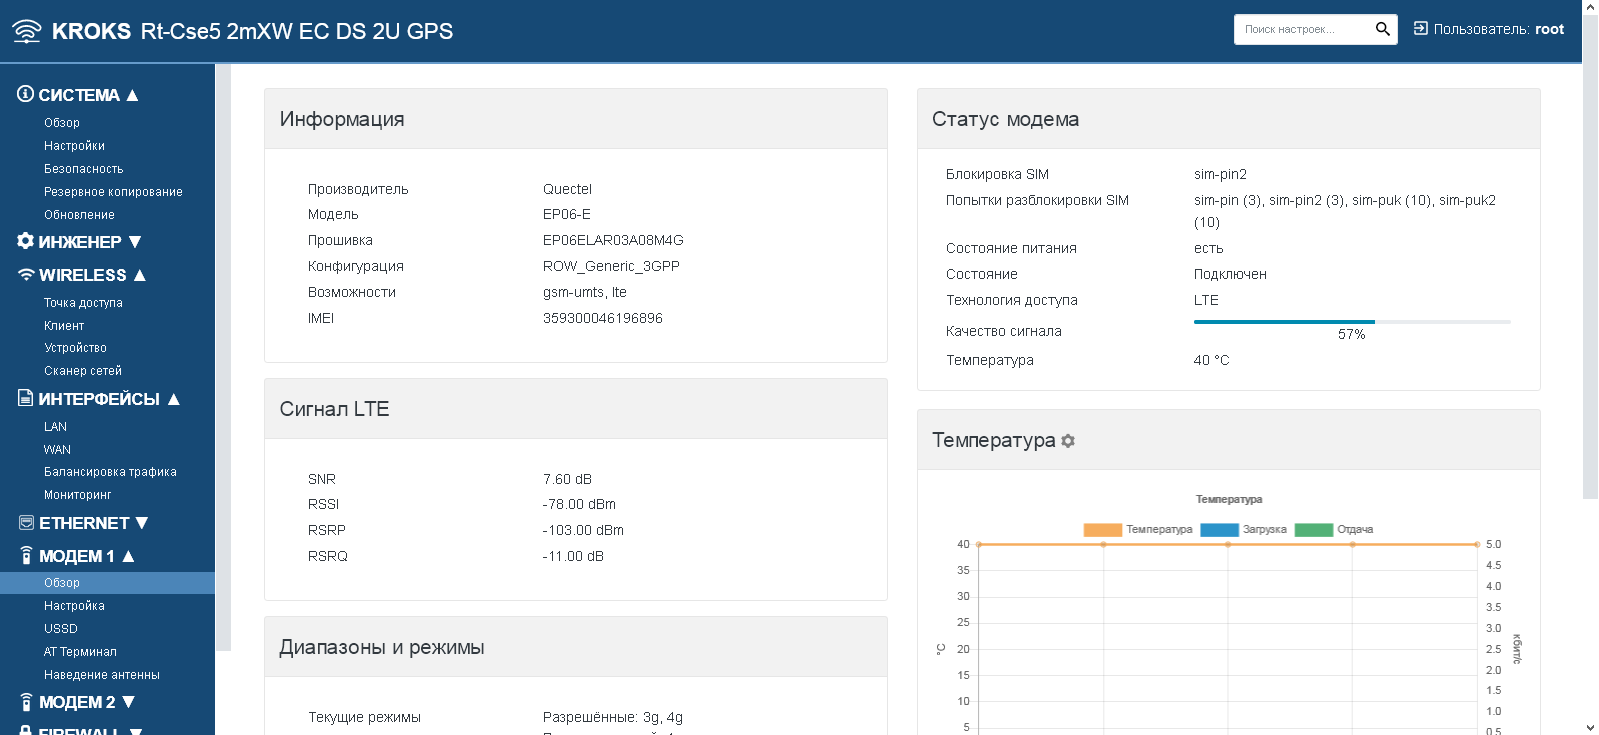 KROKS Rt-Cse5 2mXW EC DS 2U GPS
Поиск настроек...
Пользователь: root
СИСТЕМА ▲
Обзор
Настройки
Безопасность
Резервное копирование
Обновление
ИНЖЕНЕР ▼
WIRELESS ▲
Точка доступа
Клиент
Устройство
Сканер сетей
ИНТЕРФЕЙСЫ ▲
LAN
WAN
Балансировка трафика
Мониторинг
ETHERNET ▼
МОДЕМ 1 ▲
Обзор
Настройка
USSD
AT Терминал
Наведение антенны
МОДЕМ 2 ▼
FIREWALL ▼
Информация
Производитель Quectel
Модель EP06-E
Прошивка EP06ELAR03A08M4G
Конфигурация ROW_Generic_3GPP
Возможности gsm-umts, lte
IMEI 359300046196896
Сигнал LTE
SNR 7.60 dB
RSSI -78.00 dBm
RSRP -103.00 dBm
RSRQ -11.00 dB
Диапазоны и режимы
Текущие режимы Разрешённые: 3g, 4g
Статус модема
Блокировка SIM sim-pin2
Попытки разблокировки SIM sim-pin (3), sim-pin2 (3), sim-puk (10), sim-puk2
(10)
Состояние питания есть
Состояние Подключен
Технология доступа LTE
Качество сигнала 57%
Температура 40 °C
Температура
Температура
Температура Загрузка Отдача
40 5.0
35 4.5
30 4.0
25 3.5
20 3.0
15 2.5
10 2.0
5 1.5
1.0
0.5
°C
кбит/с